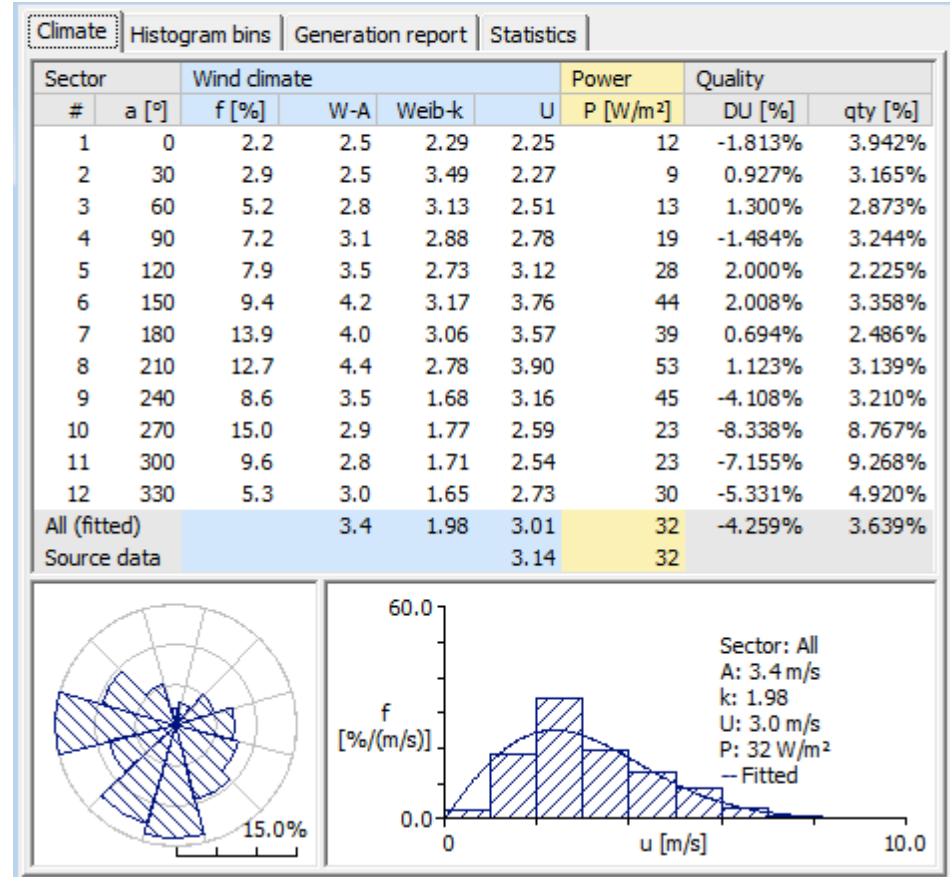 Climate Histogram bins Generation report Statistics
Sector Wind climate Power Quality
# a [°] f [%] W-A Weib-k U P [W/m²] DU [%] qty [%]
1 0 2.2 2.5 2.29 2.25 12 -1.813% 3.942%
2 30 2.9 2.5 3.49 2.27 9 0.927% 3.165%
3 60 5.2 2.8 3.13 2.51 13 1.300% 2.873%
4 90 7.2 3.1 2.88 2.78 19 -1.484% 3.244%
5 120 7.9 3.5 2.73 3.12 28 2.000% 2.225%
6 150 9.4 4.2 3.17 3.76 44 2.008% 3.358%
7 180 13.9 4.0 3.06 3.57 39 0.694% 2.486%
8 210 12.7 4.4 2.78 3.90 53 1.123% 3.139%
9 240 8.6 3.5 1.68 3.16 45 -4.108% 3.210%
10 270 15.0 2.9 1.77 2.59 23 -8.338% 8.767%
11 300 9.6 2.8 1.71 2.54 23 -7.155% 9.268%
12 330 5.3 3.0 1.65 2.73 30 -5.331% 4.920%
All (fitted) 3.4 1.98 3.01 32 -4.259% 3.639%
Source data 3.14 32
15.0%
60.0
f
[%/(m/s)]
0.0
0 u [m/s] 10.0
Sector: All
A: 3.4 m/s
k: 1.98
U: 3.0 m/s
P: 32 W/m²
-- Fitted